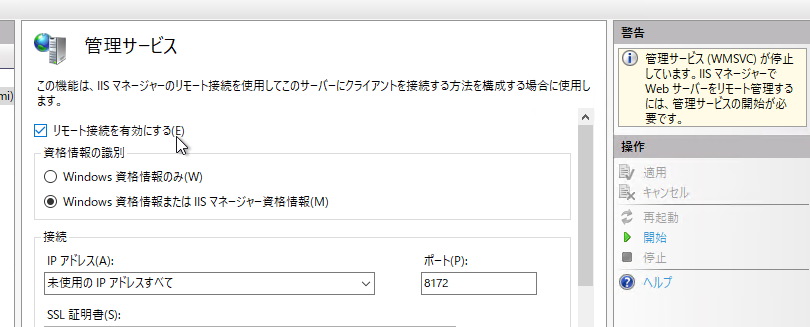 管理サービス
この機能は、IIS マネージャーのリモート接続を使用してこのサーバーにクライアントを接続する方法を構成する場合に使用し
ます。
リモート接続を有効にする(E)
資格情報の識別
Windows 資格情報のみ(W)
Windows 資格情報または IIS マネージャー資格情報(M)
接続
IP アドレス(A):
ポート(P):
未使用の IP アドレスすべて
8172
SSL 証明書(S):
mi)
警告
管理サービス (WMSVC) が停止
しています。IIS マネージャーで
Web サーバーをリモート管理する
には、管理サービスの開始が必
要です。
操作
適用
キャンセル
再起動
開始
停止
ヘルプ